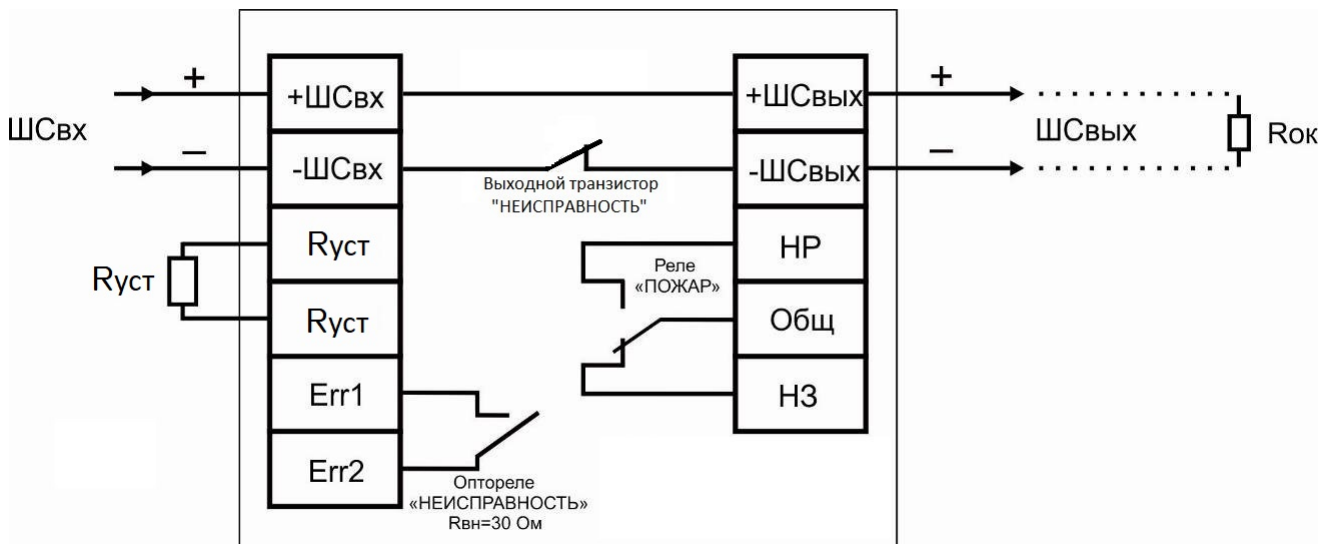 +
+ШСвх
+ШСвых
+
ШСвх
ШСвых
Rок
–
-ШСвх
-ШСвых
–
Выходной транзистор
"НЕИСПРАВНОСТЬ"
Rуст
Rуст
НР
Реле
«ПОЖАР»
Rуст
Общ
Err1
НЗ
Err2
Оптореле
«НЕИСПРАВНОСТЬ»
Rвн=30 Ом